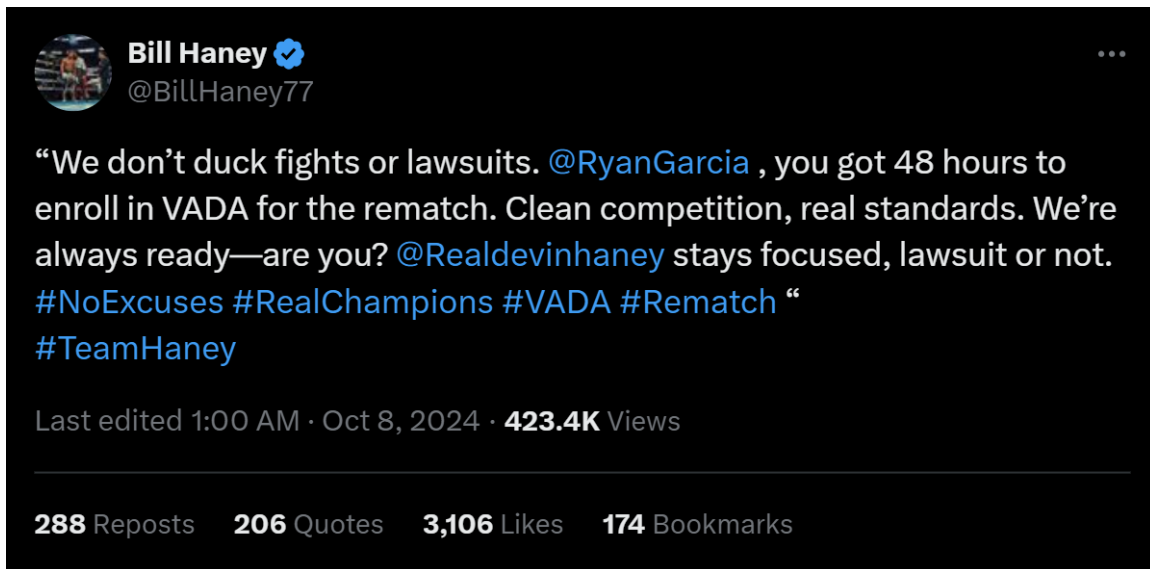 Bill Haney
@BillHaney77
“We don’t duck fights or lawsuits. @RyanGarcia , you got 48 hours to
enroll in VADA for the rematch. Clean competition, real standards. We’re
always ready—are you? @Realdevinhaney stays focused, lawsuit or not.
#NoExcuses #RealChampions #VADA #Rematch “
#TeamHaney
Last edited 1:00 AM · Oct 8, 2024 · 423.4K Views
288 Reposts 206 Quotes 3,106 Likes 174 Bookmarks